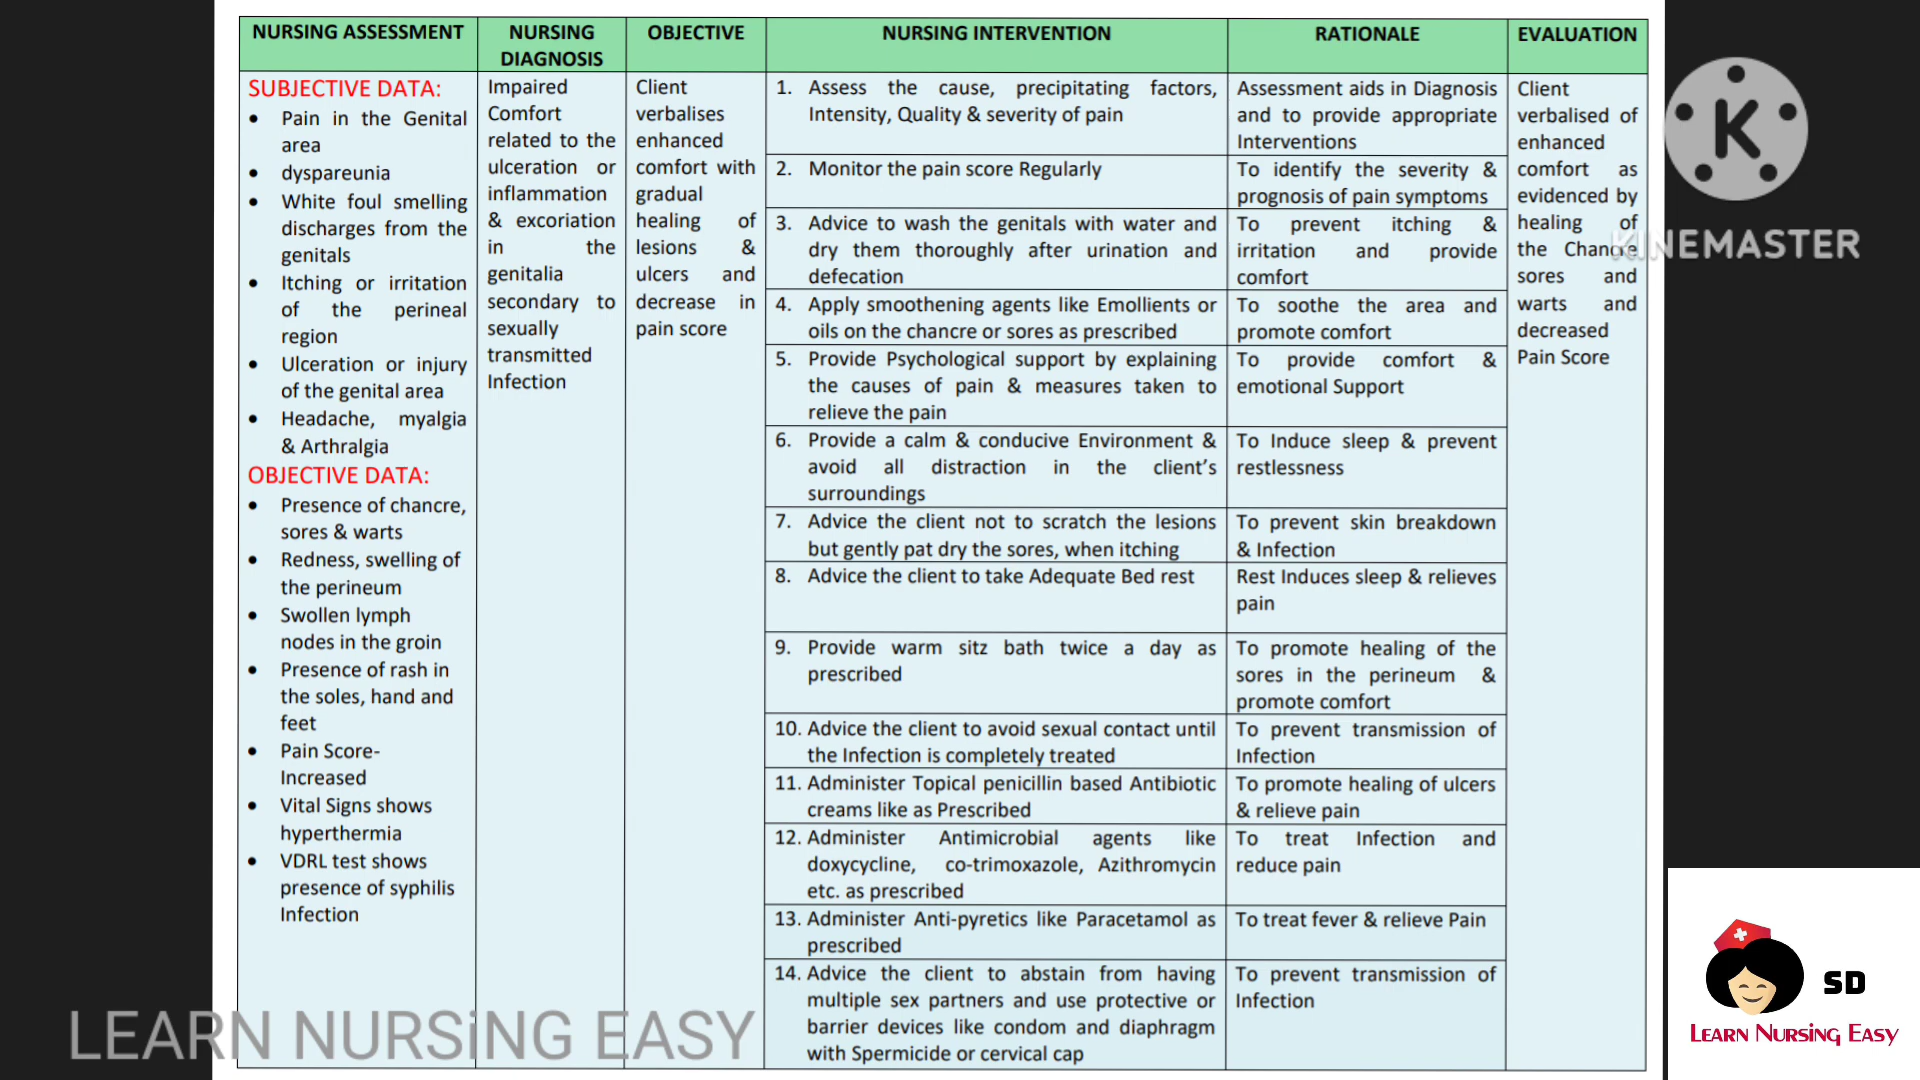 NURSING ASSESSMENT
NURSING
DIAGNOSIS
OBJECTIVE
NURSING INTERVENTION
RATIONALE
EVALUATION
SUBJECTIVE DATA:
• Pain in the Genital
area
• dyspareunia
• White foul smelling
discharges from the
genitals
• Itching or irritation
of the perineal
region
• Ulceration or injury
of the genital area
• Headache, myalgia
& Arthralgia
OBJECTIVE DATA:
• Presence of chancre,
sores & warts
• Redness, swelling of
the perineum
• Swollen lymph
nodes in the groin
• Presence of rash in
the soles, hand and
feet
• Pain Score-
Increased
• Vital Signs shows
hyperthermia
• VDRL test shows
presence of syphilis
Infection
Impaired
Comfort
related to the
ulceration or
inflammation
& excoriation
in the
genitalia
secondary to
sexually
transmitted
Infection
Client
verbalises
enhanced
comfort with
gradual
healing of
lesions &
ulcers and
decrease in
pain score
1. Assess the cause, precipitating factors,
Intensity, Quality & severity of pain
Assessment aids in Diagnosis
and to provide appropriate
Interventions
2. Monitor the pain score Regularly
To identify the severity &
prognosis of pain symptoms
3. Advice to wash the genitals with water and
dry them thoroughly after urination and
defecation
To prevent itching &
irritation and provide
comfort
4. Apply smoothening agents like Emollients or
oils on the chancre or sores as prescribed
To soothe the area and
promote comfort
5. Provide Psychological support by explaining
the causes of pain & measures taken to
relieve the pain
To provide comfort &
emotional Support
6. Provide a calm & conducive Environment &
avoid all distraction in the client's
surroundings
To Induce sleep & prevent
restlessness
7. Advice the client not to scratch the lesions
but gently pat dry the sores, when itching
To prevent skin breakdown
& Infection
8. Advice the client to take Adequate Bed rest
Rest Induces sleep & relieves
pain
9. Provide warm sitz bath twice a day as
prescribed
To promote healing of the
sores in the perineum &
promote comfort
10. Advice the client to avoid sexual contact until
the Infection is completely treated
To prevent transmission of
Infection
11. Administer Topical penicillin based Antibiotic
creams like as Prescribed
To promote healing of ulcers
& relieve pain
12. Administer Antimicrobial agents like
doxycycline, co-trimoxazole, Azithromycin
etc. as prescribed
To treat Infection and
reduce pain
13. Administer Anti-pyretics like Paracetamol as
prescribed
To treat fever & relieve Pain
14. Advice the client to abstain from having
multiple sex partners and use protective or
barrier devices like condom and diaphragm
with Spermicide or cervical cap
To prevent transmission of
Infection
Client
verbalised of
enhanced
comfort as
evidenced by
healing of
the Chancre
sores and
warts and
decreased
Pain Score
K
KINEMASTER
LEARN NURSiNG EASY
SD
LEARN NURSING EASY